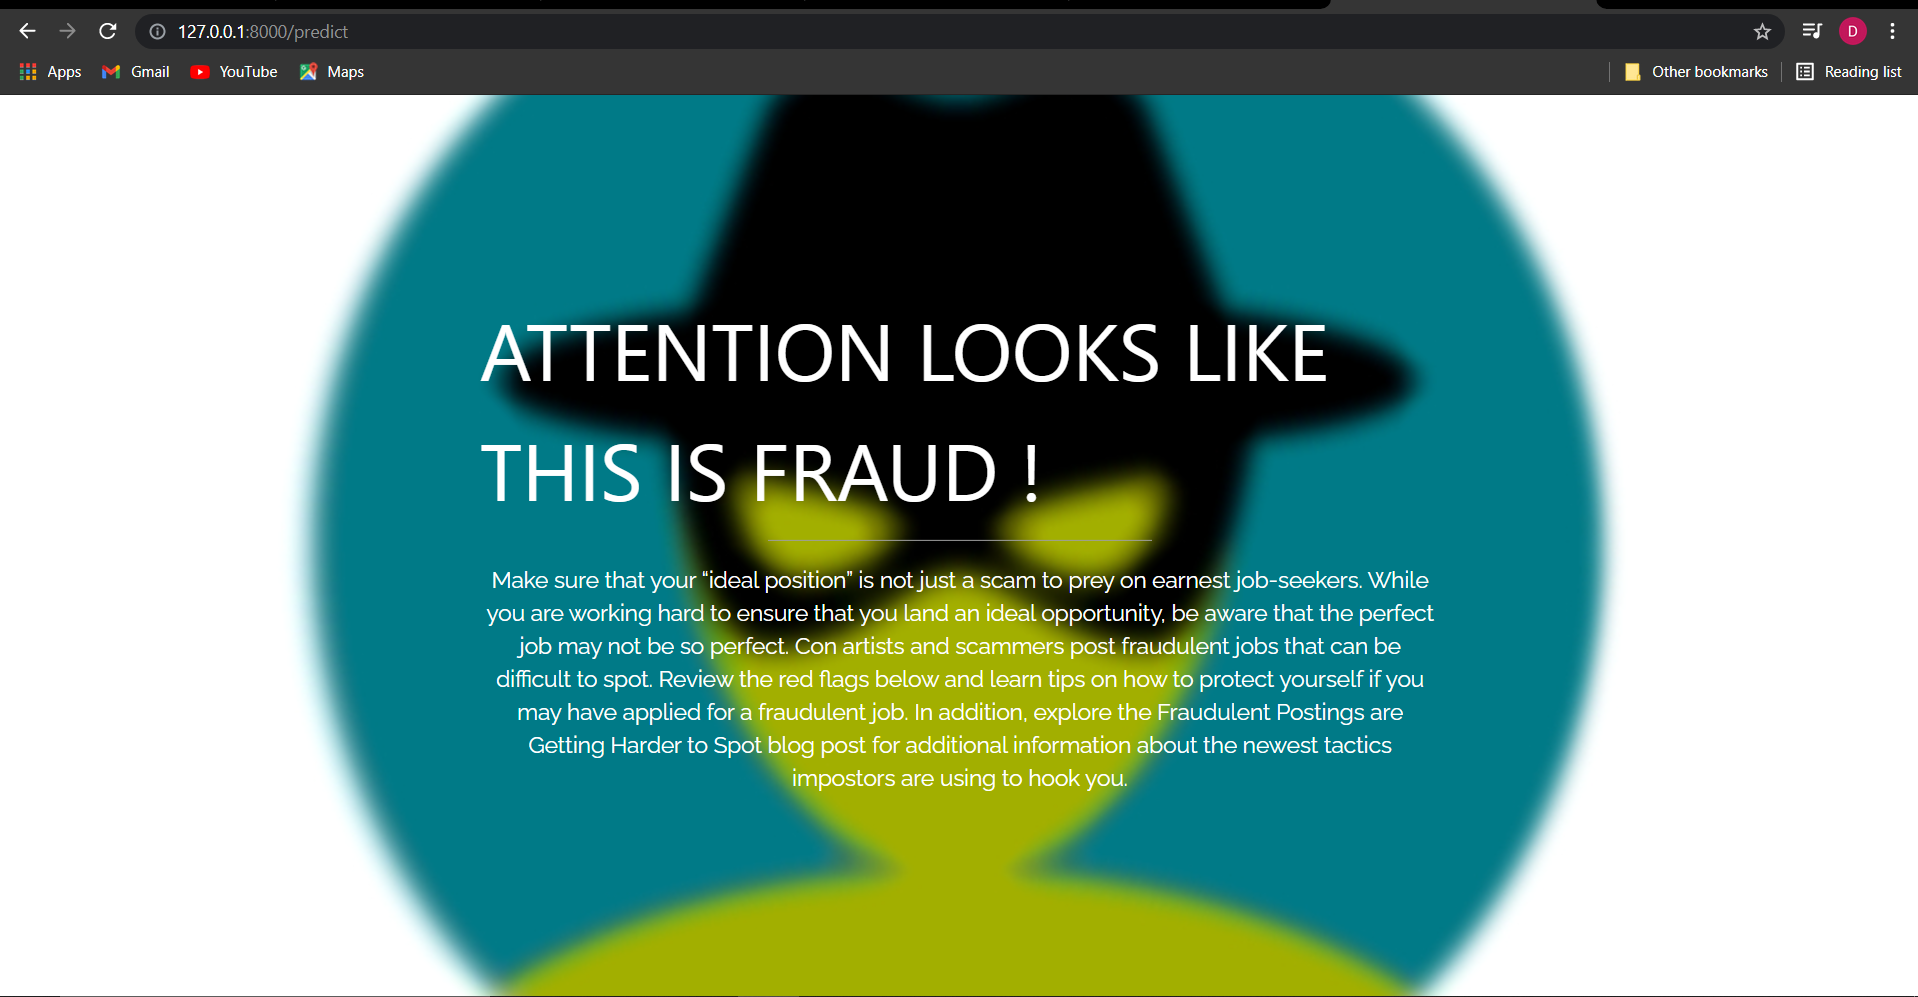 127.0.0.1:8000/predict
D
Apps Gmail YouTube Maps Other bookmarks Reading list
ATTENTION LOOKS LIKE
THIS IS FRAUD !
Make sure that your “ideal position” is not just a scam to prey on earnest job-seekers. While
you are working hard to ensure that you land an ideal opportunity, be aware that the perfect
job may not be so perfect. Con artists and scammers post fraudulent jobs that can be
difficult to spot. Review the red flags below and learn tips on how to protect yourself if you
may have applied for a fraudulent job. In addition, explore the Fraudulent Postings are
Getting Harder to Spot blog post for additional information about the newest tactics
impostors are using to hook you.